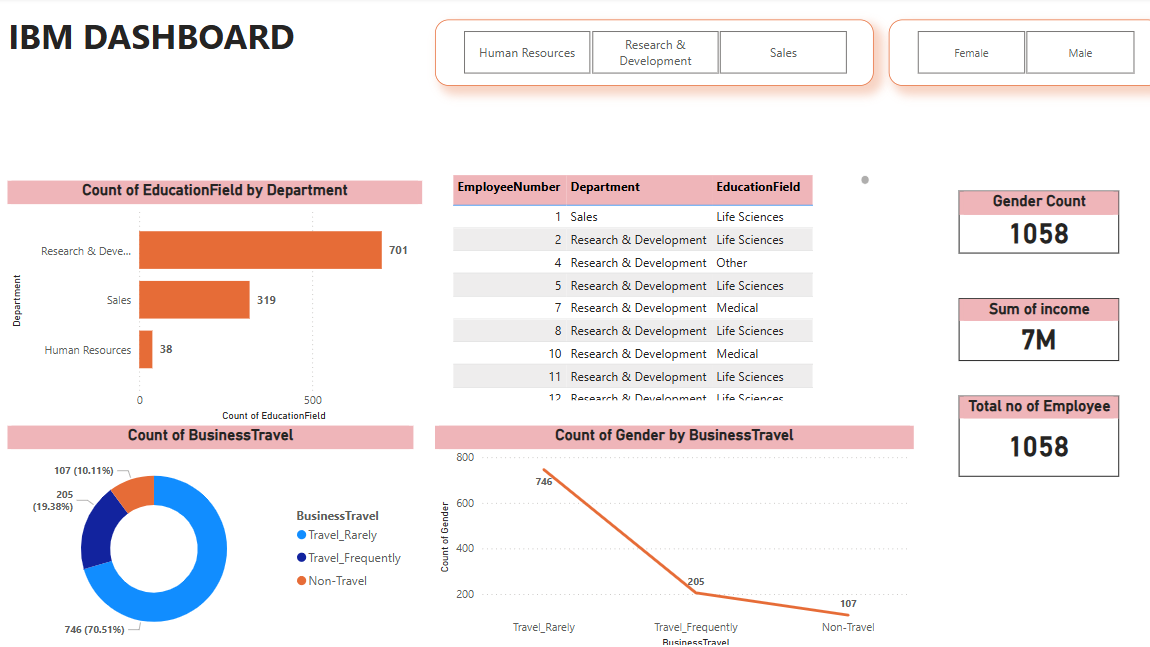 IBM DASHBOARD
Human Resources
Research &
Development
Sales
Female
Male
Count of EducationField by Department
Department
Research & Deve...
701
Sales
319
Human Resources
38
0
500
Count of EducationField
EmployeeNumber Department EducationField
1 Sales Life Sciences
2 Research & Development Life Sciences
4 Research & Development Other
5 Research & Development Life Sciences
7 Research & Development Medical
8 Research & Development Life Sciences
10 Research & Development Medical
11 Research & Development Life Sciences
12 Research & Development Life Sciences
Gender Count
1058
Sum of income
7M
Total no of Employee
1058
Count of BusinessTravel
107 (10.11%)
205
(19.38%)
746 (70.51%)
BusinessTravel
Travel_Rarely
Travel_Frequently
Non-Travel
Count of Gender by BusinessTravel
Count of Gender
800
600
400
200
746
205
107
Travel_Rarely
Travel_Frequently
Non-Travel
BusinessTravel